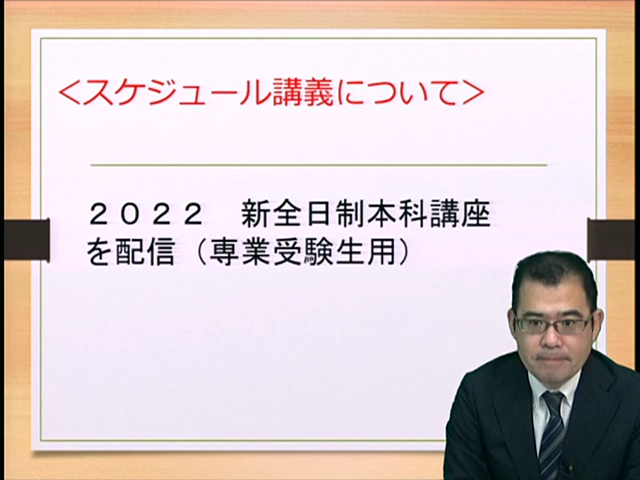 ＜スケジュール講義について＞
２０２２　新全日制本科講座
を配信（専業受験生用）